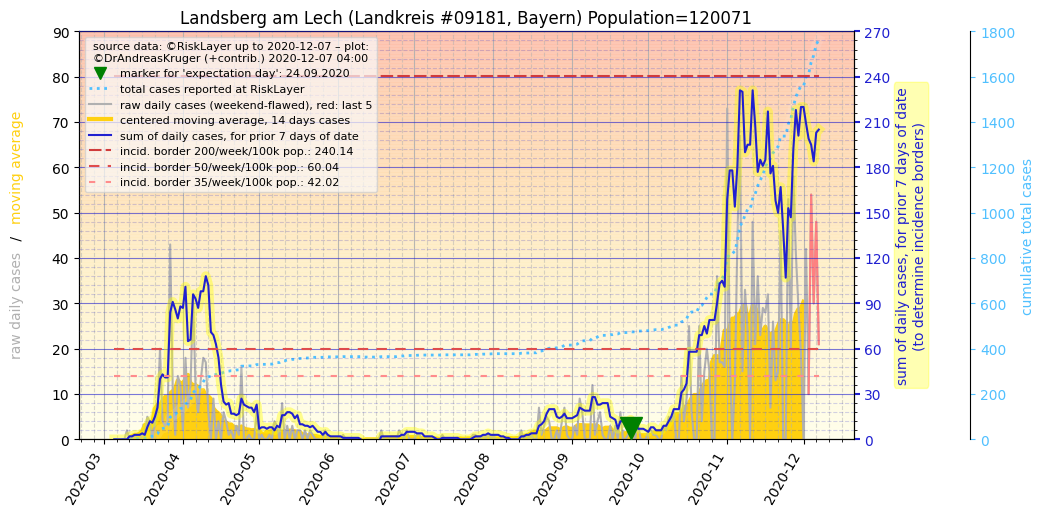 Landsberg am Lech (Landkreis #09181, Bayern) Population=120071
source data: ©RiskLayer up to 2020-12-07 – plot:
©DrAndreasKruger (+contrib.) 2020-12-07 04:00
marker for 'expectation day': 24.09.2020
total cases reported at RiskLayer
raw daily cases (weekend-flawed), red: last 5
centered moving average, 14 days cases
sum of daily cases, for prior 7 days of date
incid. border 200/week/100k pop.: 240.14
incid. border 50/week/100k pop.: 60.04
incid. border 35/week/100k pop.: 42.02
raw daily cases / moving average
90
80
70
60
50
40
30
20
10
0
2020-03
2020-04
2020-05
2020-06
2020-07
2020-08
2020-09
2020-10
2020-11
2020-12
270
240
210
180
150
120
90
60
30
0
sum of daily cases, for prior 7 days of date
(to determine incidence borders)
1800
1600
1400
1200
1000
800
600
400
200
0
cumulative total cases